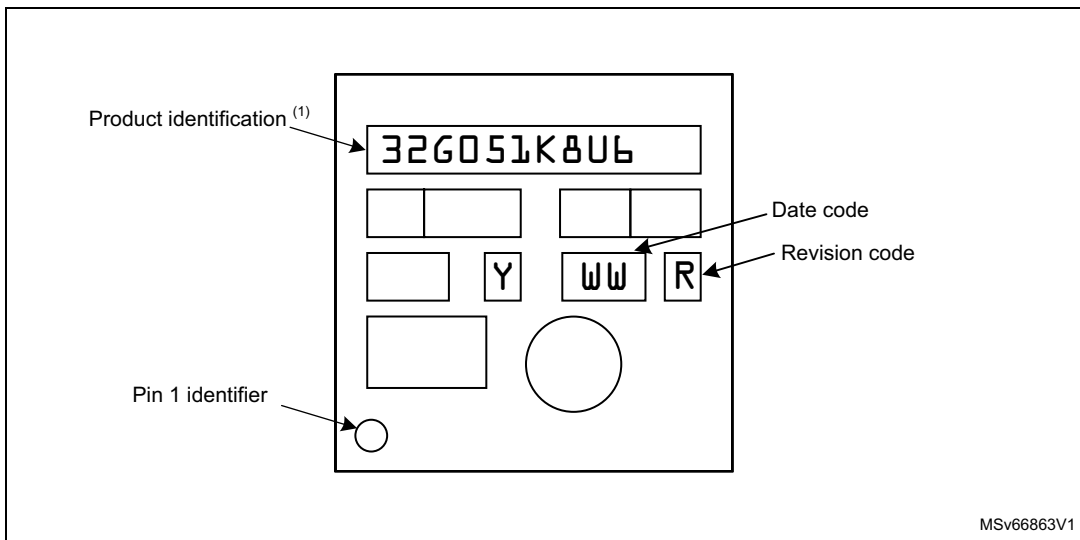 Product identification (1)
32G051K8U6
Date code
Revision code
Y WW R
Pin 1 identifier
MSv66863V1